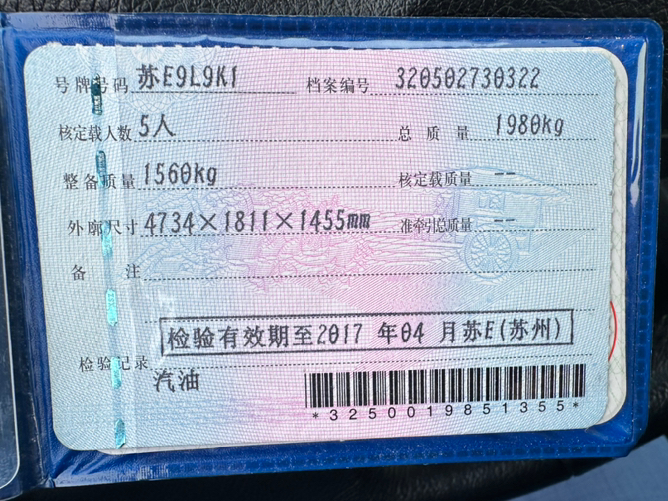 号牌号码 苏E9L9K1 档案编号 320502730322
核定载人数 5人 总质量 1980kg
整备质量 1560kg 核定载质量 --
外廓尺寸 4734×1811×1455mm 准牵引总质量 --
备注
检验有效期至2017 年04 月苏E(苏州)
检验记录
汽油
*3250019851355*